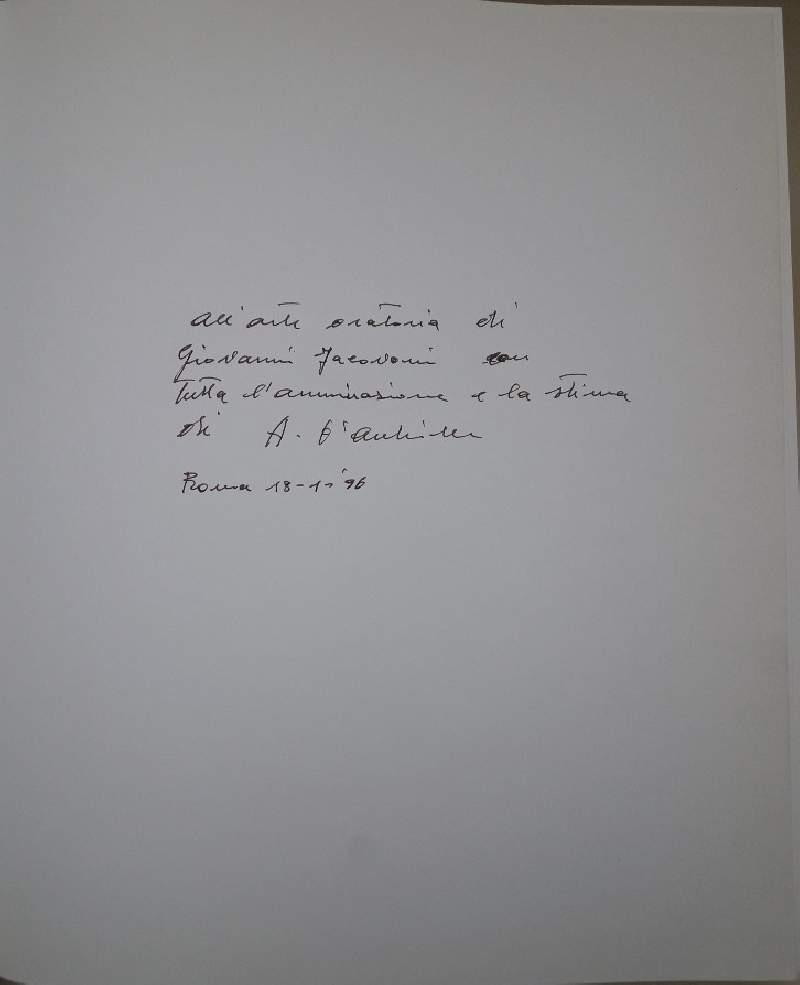 all'arte oratoria di
Giovanni Jacovoni con
tutta l'ammirazione e la stima
di A.
Roma 18-1-'96